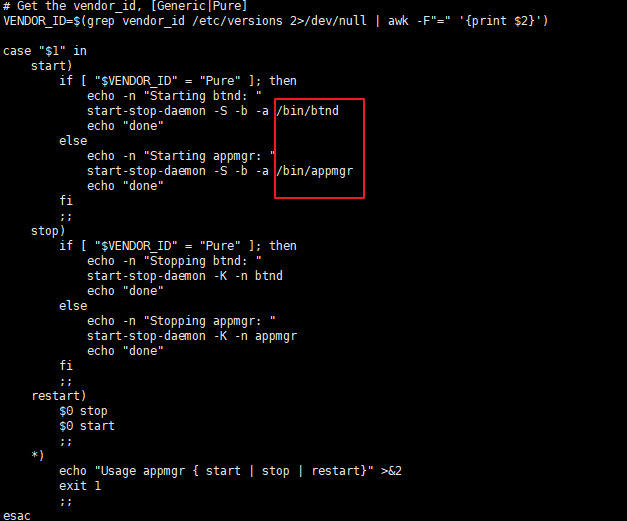 # Get the vendor_id, [Generic|Pure]
VENDOR_ID=$(grep vendor_id /etc/versions 2>/dev/null | awk -F"=" '{print $2}')
case "$1" in
start)
if [ "$VENDOR_ID" = "Pure" ]; then
echo -n "Starting btnd: "
start-stop-daemon -S -b -a /bin/btnd
echo "done"
else
echo -n "Starting appmgr: "
start-stop-daemon -S -b -a /bin/appmgr
echo "done"
fi
;;
stop)
if [ "$VENDOR_ID" = "Pure" ]; then
echo -n "Stopping btnd: "
start-stop-daemon -K -n btnd
echo "done"
else
echo -n "Stopping appmgr: "
start-stop-daemon -K -n appmgr
echo "done"
fi
;;
restart)
$0 stop
$0 start
;;
*)
echo "Usage appmgr { start | stop | restart}" >&2
exit 1
;;
esac